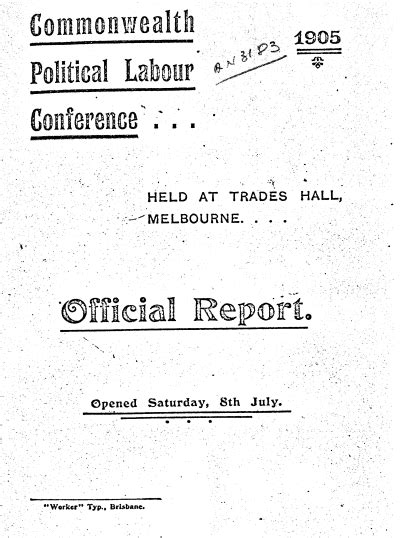 Commonwealth
Political Labour
Conference . . .
1905
HELD AT TRADES HALL,
MELBOURNE. . . .
Official Report.
Opened Saturday, 8th July.
"Worker" Typ., Brisbane.